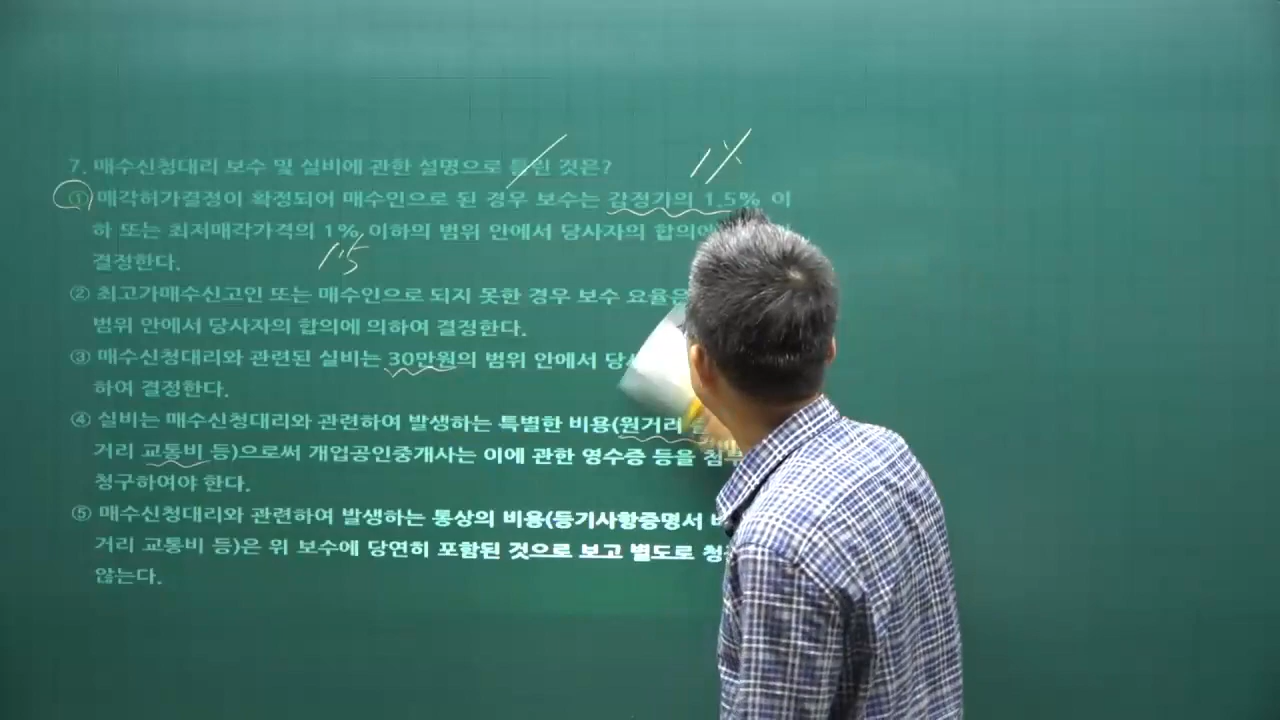 7. 매수신청대리 보수 및 실비에 관한 설명으로 틀린 것은?
1%
① 매각허가결정이 확정되어 매수인으로 된 경우 보수는 감정가의 1.5% 이
하 또는 최저매각가격의 1% 이하의 범위 안에서 당사자의 합의에
1.5
결정한다.
② 최고가매수신고인 또는 매수인으로 되지 못한 경우 보수 요율은
범위 안에서 당사자의 합의에 의하여 결정한다.
③ 매수신청대리와 관련된 실비는 30만원의 범위 안에서
하여 결정한다.
④ 실비는 매수신청대리와 관련하여 발생하는 특별한 비용(원거리
거리 교통비 등)으로써 개업공인중개사는 이에 관한 영수증 등을
청구하여야 한다.
⑤ 매수신청대리와 관련하여 발생하는 통상의 비용(등기사항증명서
거리 교통비 등)은 위 보수에 당연히 포함된 것으로 보고 별도로
않는다.